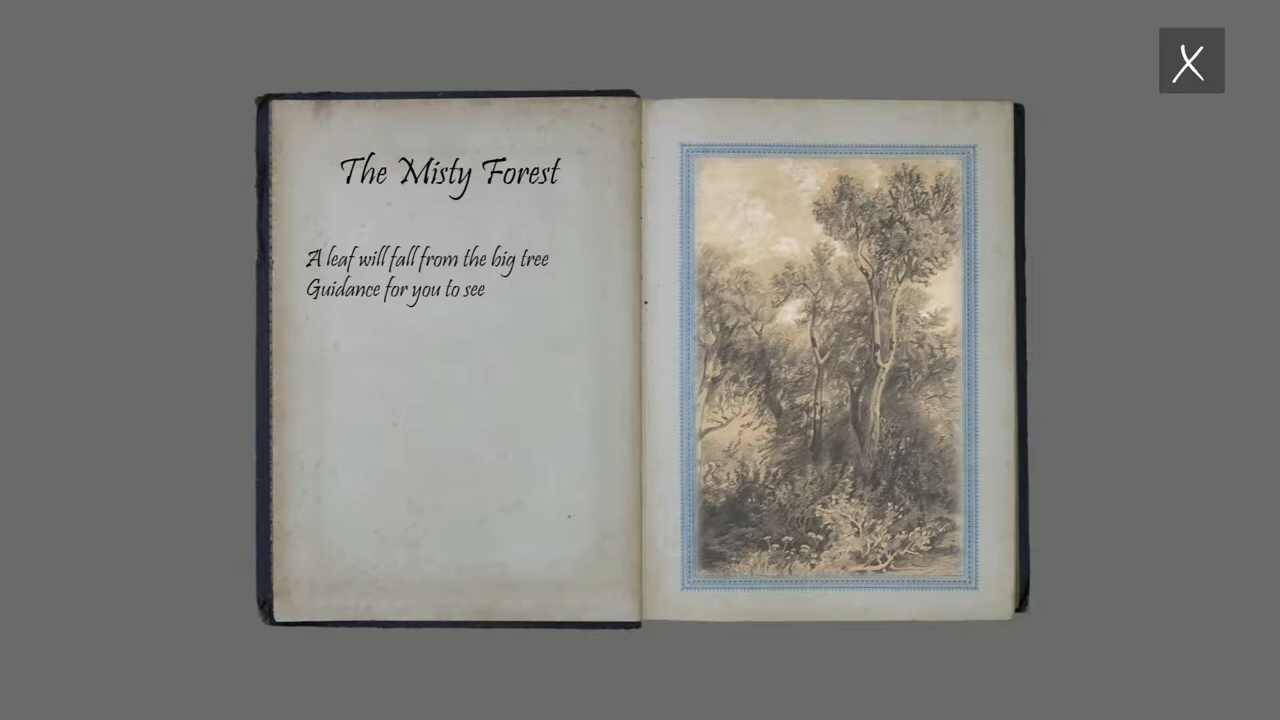 The Misty Forest
A leaf will fall from the big tree
Guidance for you to see
X